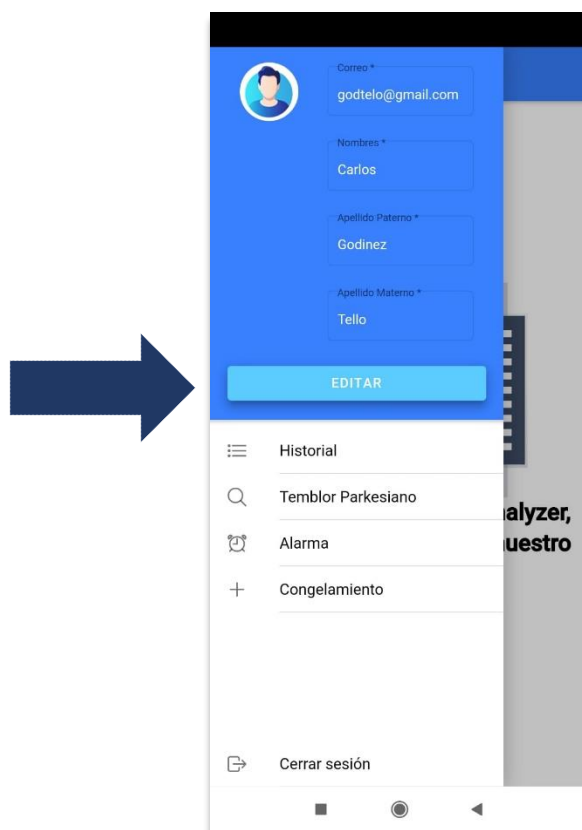 Correo *
godtelo@gmail.com
Nombres *
Carlos
Apellido Paterno *
Godinez
Apellido Materno *
Tello
EDITAR
Historial
Temblor Parkesiano
alyzer,
Alarma
uestro
Congelamiento
Cerrar sesión